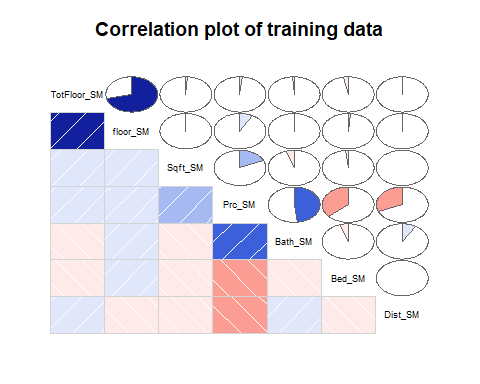 Correlation plot of training data
TotFloor_SM
floor_SM
Sqft_SM
Prc_SM
Bath_SM
Bed_SM
Dist_SM